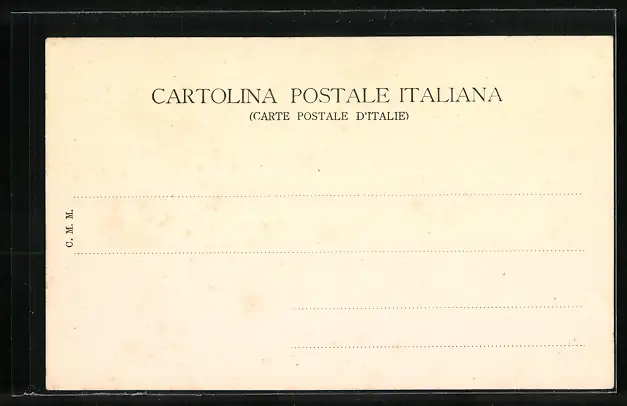 CARTOLINA POSTALE ITALIANA
(CARTE POSTALE D'ITALIE)
C. M. M.